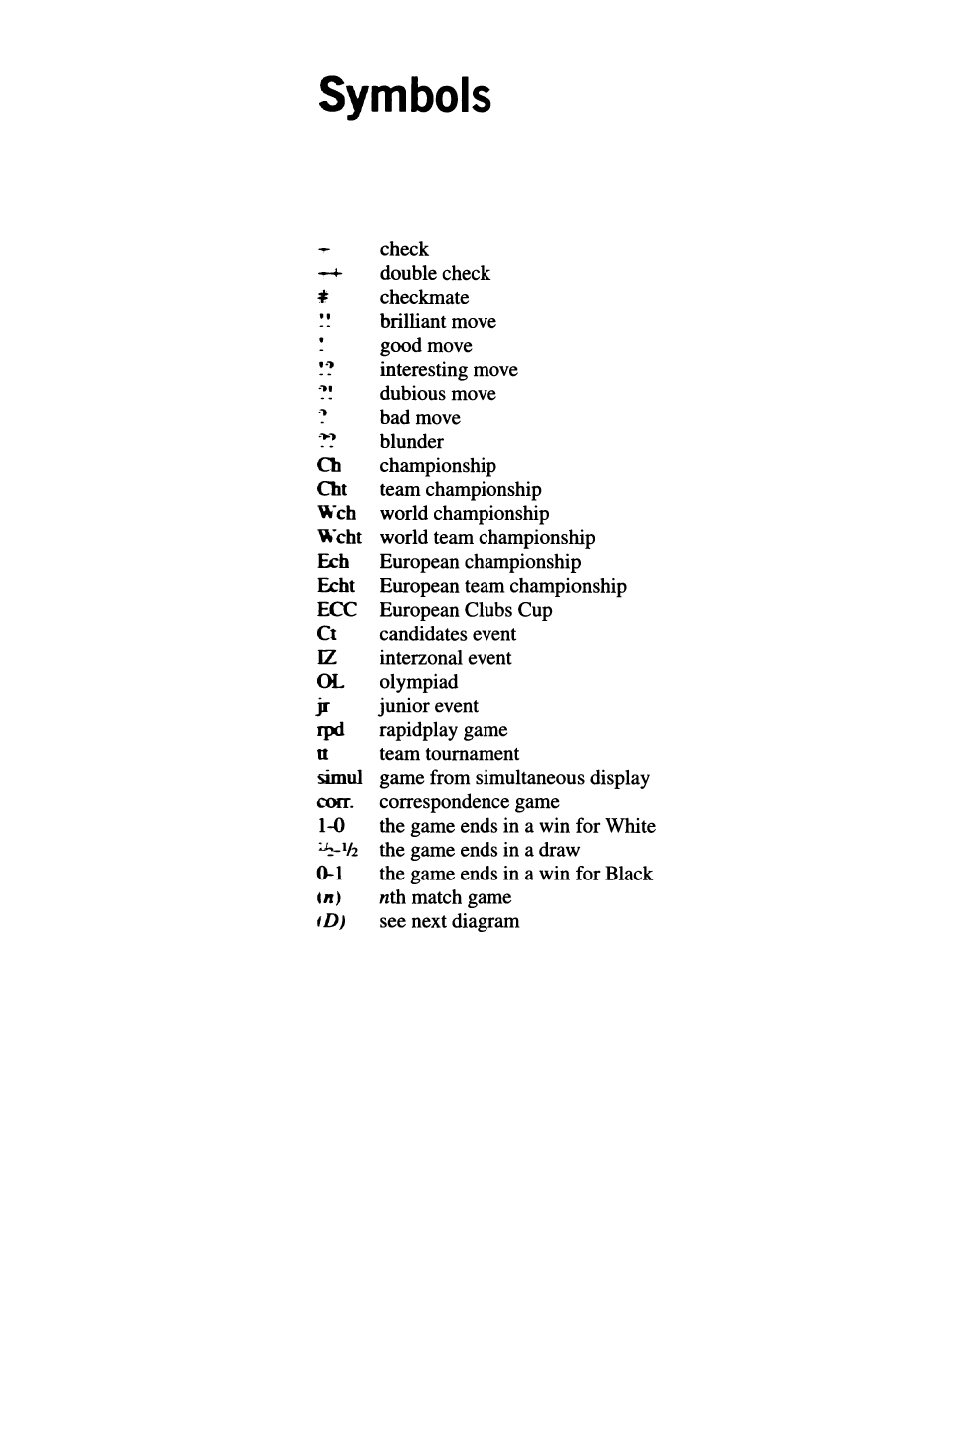 Symbols
+ check
++ double check
# checkmate
!! brilliant move
! good move
!? interesting move
?! dubious move
? bad move
?? blunder
Ch championship
Cht team championship
Wch world championship
Wcht world team championship
Ech European championship
Echt European team championship
ECC European Clubs Cup
Ct candidates event
IZ interzonal event
OL olympiad
jr junior event
rpd rapidplay game
tt team tournament
simul game from simultaneous display
corr. correspondence game
1-0 the game ends in a win for White
½-½ the game ends in a draw
0-1 the game ends in a win for Black
(n) nth match game
(D) see next diagram